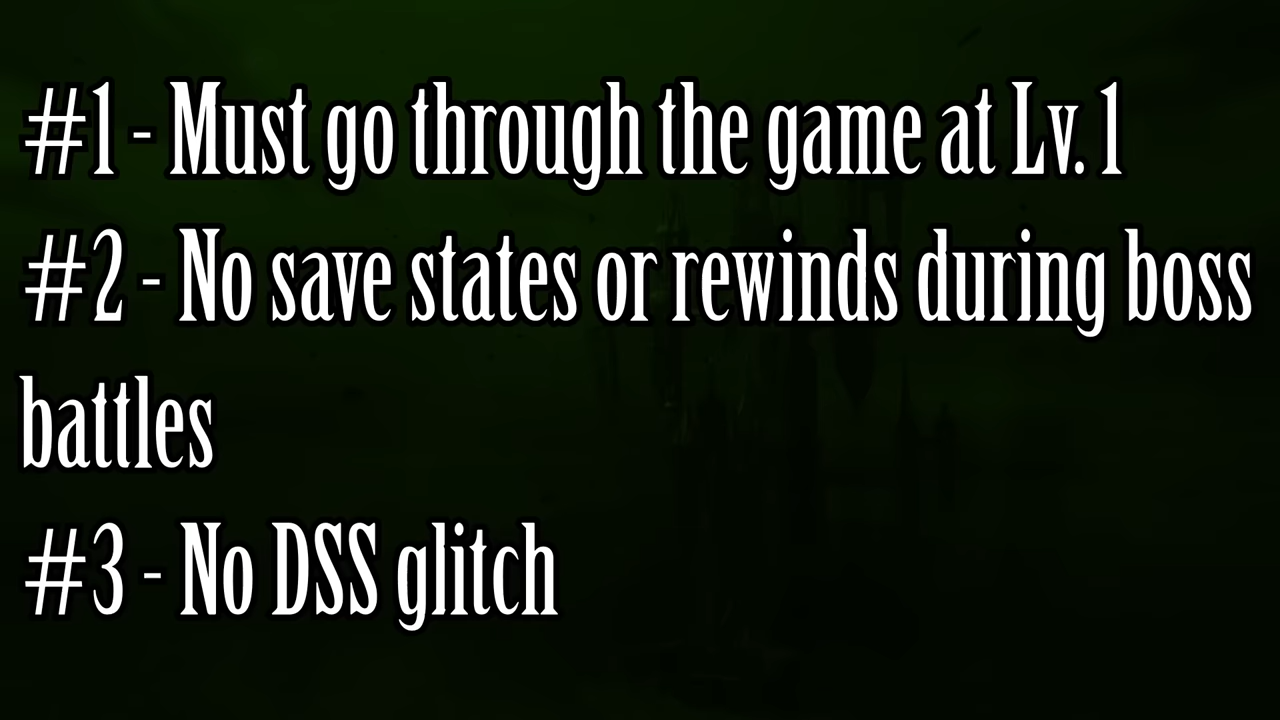 #1 - Must go through the game at Lv. 1
#2 - No save states or rewinds during boss
battles
#3 - No DSS glitch